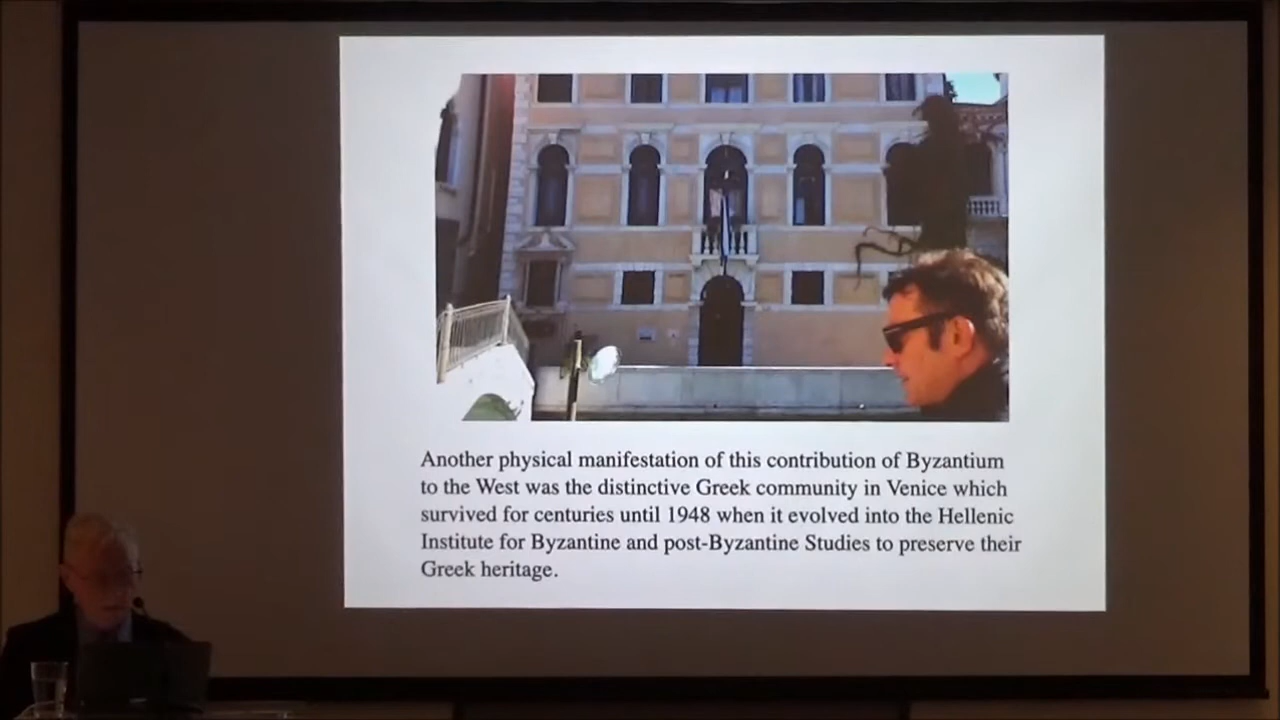 Another physical manifestation of this contribution of Byzantium
to the West was the distinctive Greek community in Venice which
survived for centuries until 1948 when it evolved into the Hellenic
Institute for Byzantine and post-Byzantine Studies to preserve their
Greek heritage.